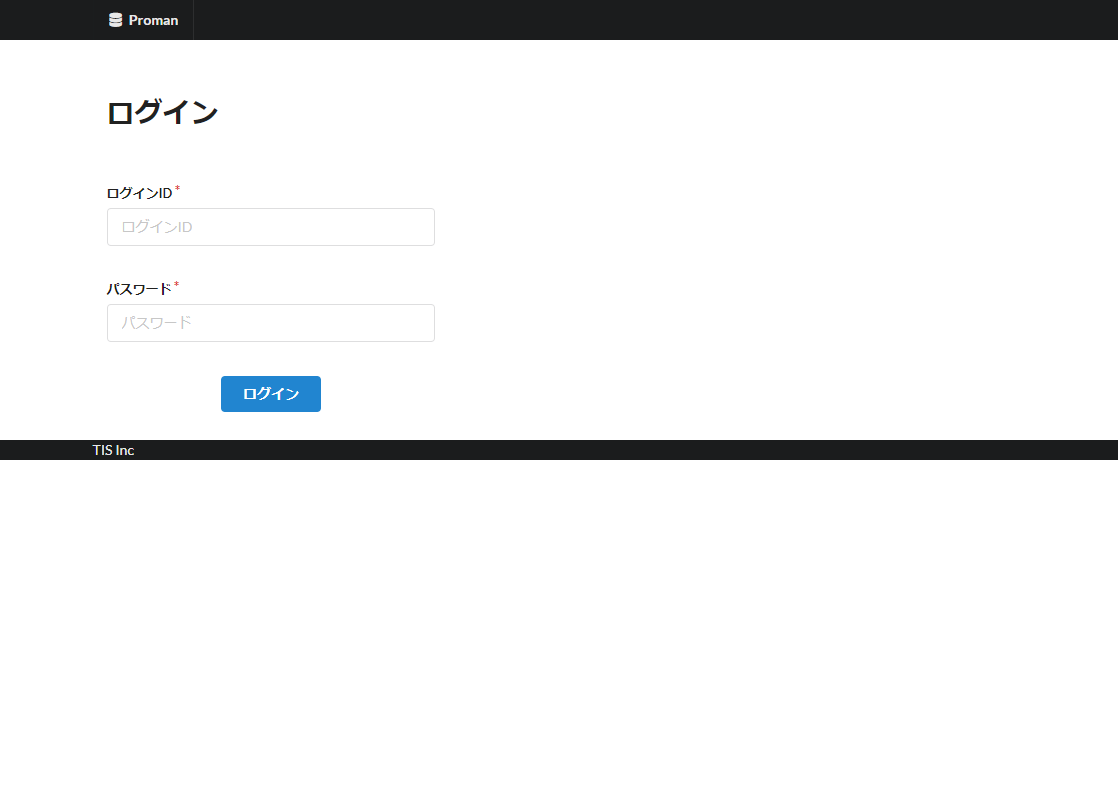 Proman
ログイン
ログインID *
ログインID
パスワード *
パスワード
ログイン
TIS Inc